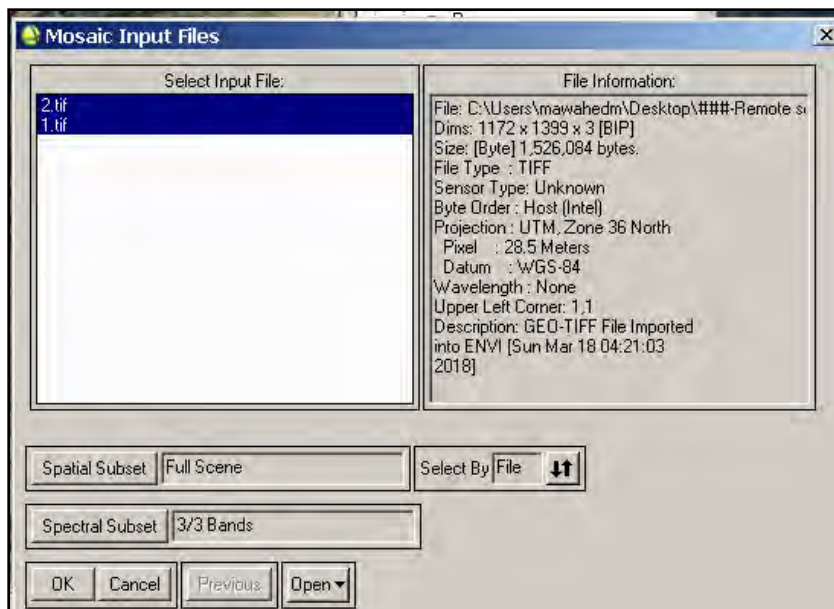 Mosaic Input Files
Select Input File:
2.tif
1.tif
File Information:
File: C:\Users\mawahedm\Desktop\###-Remote
Dims: 1172 x 1399 x 3 [BIP]
Size: [Byte] 1,526,084 bytes.
File Type : TIFF
Sensor Type: Unknown
Byte Order : Host (Intel)
Projection : UTM, Zone 36 North
Pixel : 28.5 Meters
Datum : WGS-84
Wavelength : None
Upper Left Corner: 1,1
Description: GEO-TIFF File Imported
into ENVI [Sun Mar 18 04:21:03
2018]
Spatial Subset Full Scene
Select By File
Spectral Subset 3/3 Bands
OK Cancel Previous Open